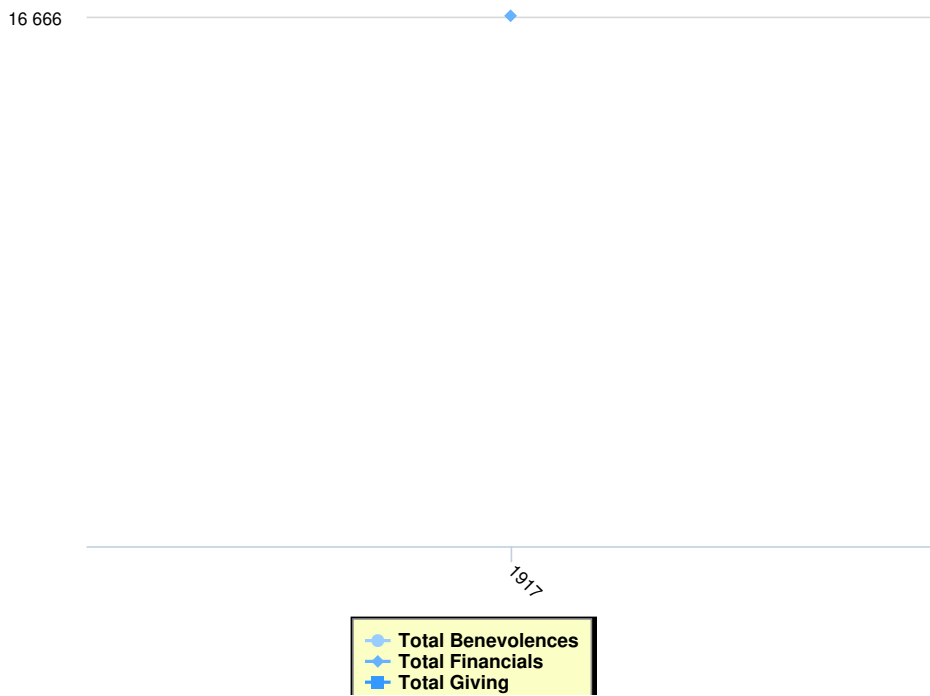 16 666
1917
Total Benevolences
Total Financials
Total Giving